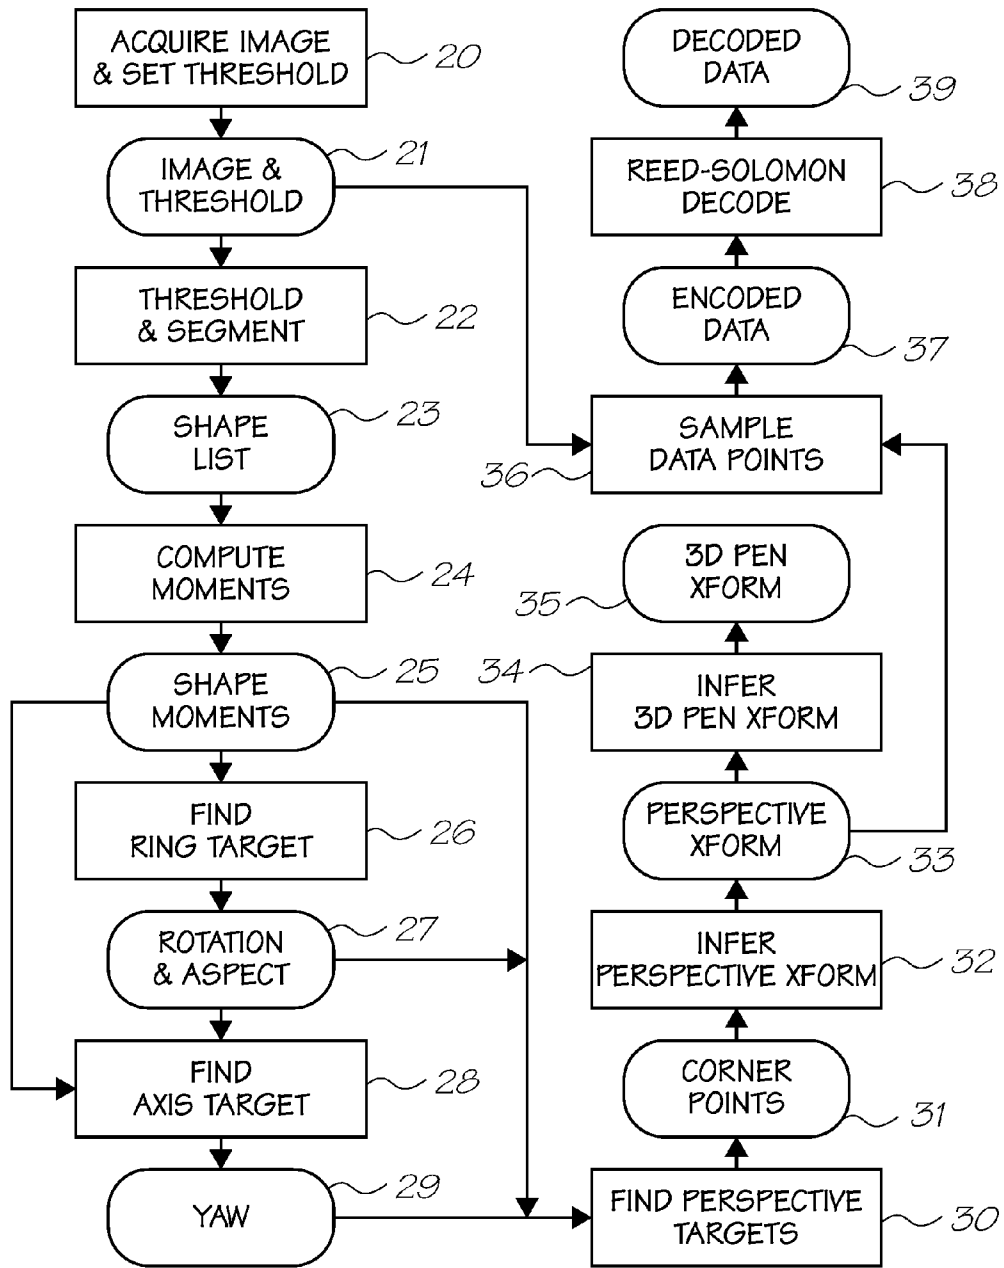 ACQUIRE IMAGE
& SET THRESHOLD
20
IMAGE &
THRESHOLD
21
THRESHOLD
& SEGMENT
22
SHAPE
LIST
23
COMPUTE
MOMENTS
24
SHAPE
MOMENTS
25
FIND
RING TARGET
26
ROTATION
& ASPECT
27
FIND
AXIS TARGET
28
YAW
29
DECODED
DATA
39
REED-SOLOMON
DECODE
38
ENCODED
DATA
37
SAMPLE
DATA POINTS
36
3D PEN
XFORM
35
INFER
3D PEN XFORM
34
PERSPECTIVE
XFORM
33
INFER
PERSPECTIVE XFORM
32
CORNER
POINTS
31
FIND PERSPECTIVE
TARGETS
30